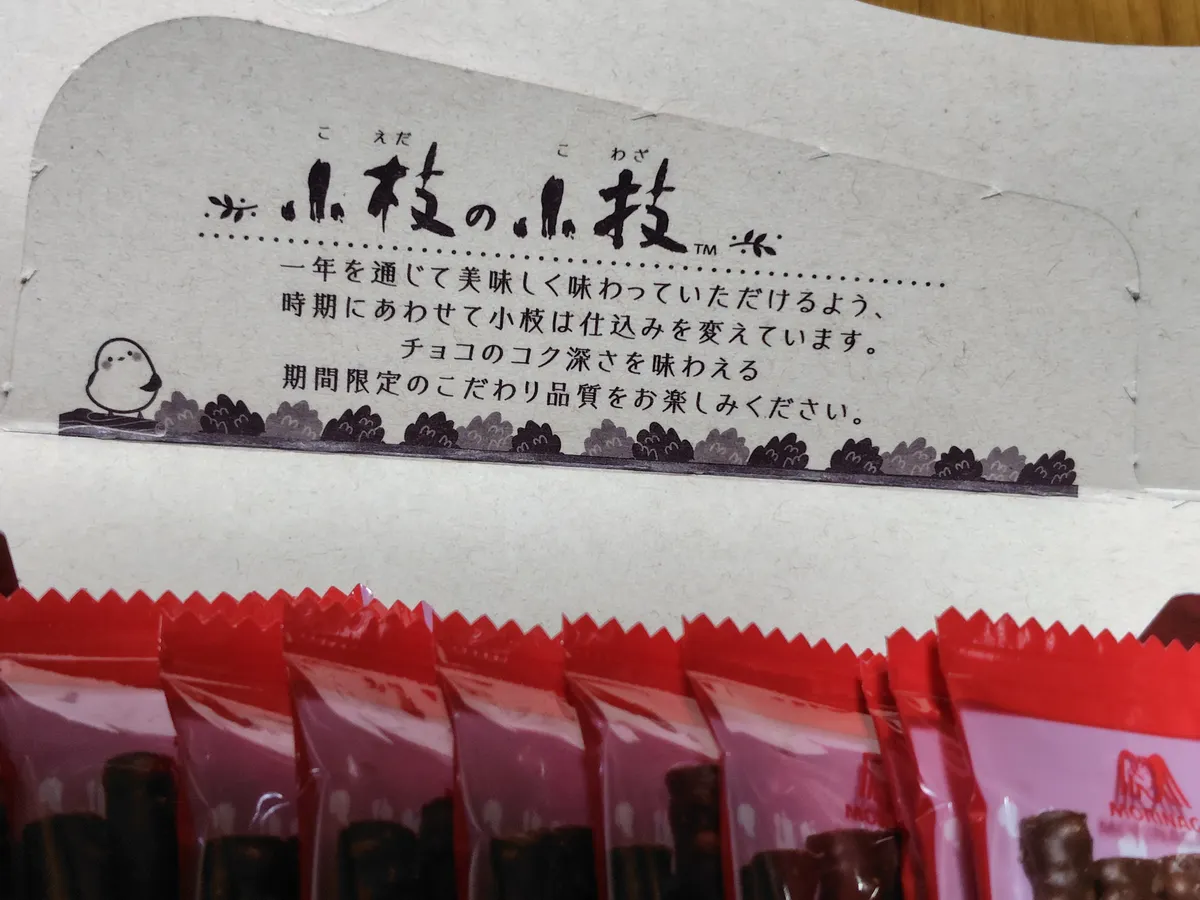 こ えだ こ わざ
小枝の小技™
一年を通じて美味しく味わっていただけるよう、
時期にあわせて小枝は仕込みを変えています。
チョコのコク深さを味わえる
期間限定のこだわり品質をお楽しみください。
MORINAG